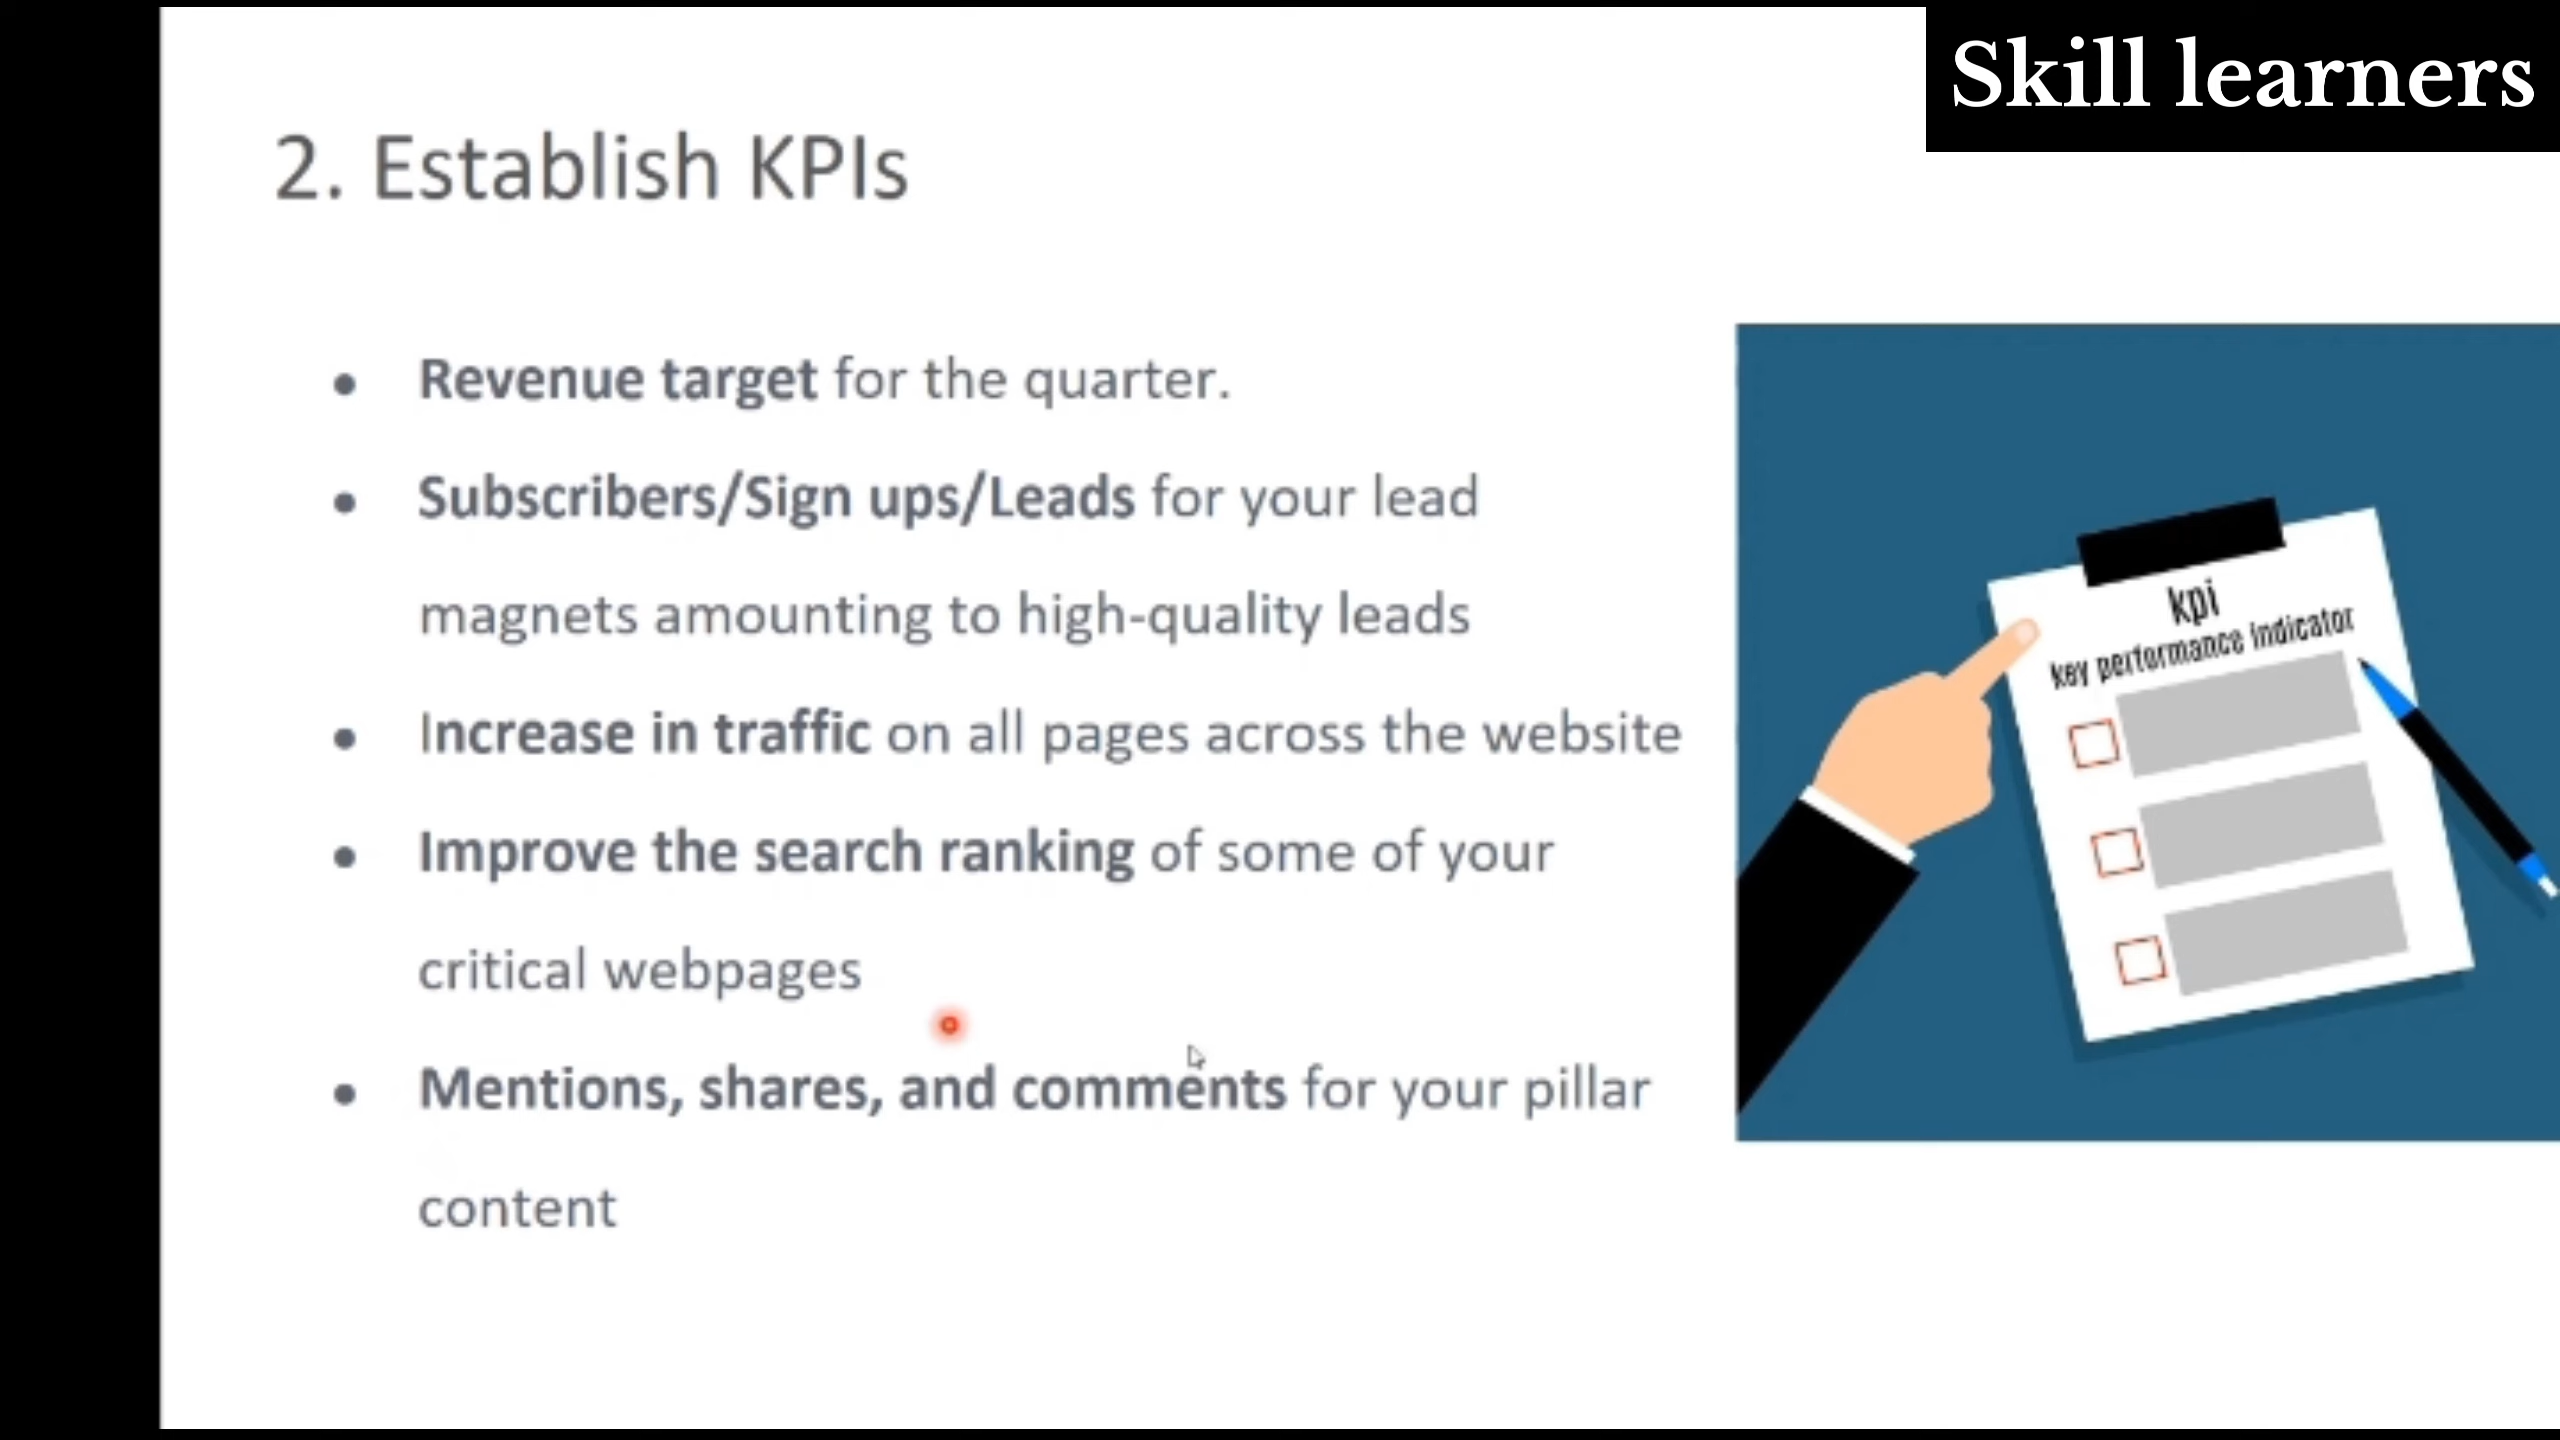 Skill learners
2. Establish KPIs
• Revenue target for the quarter.
• Subscribers/Sign ups/Leads for your lead
magnets amounting to high-quality leads
• Increase in traffic on all pages across the website
• Improve the search ranking of some of your
critical webpages
• Mentions, shares, and comments for your pillar
content
kpi
key performance indicator